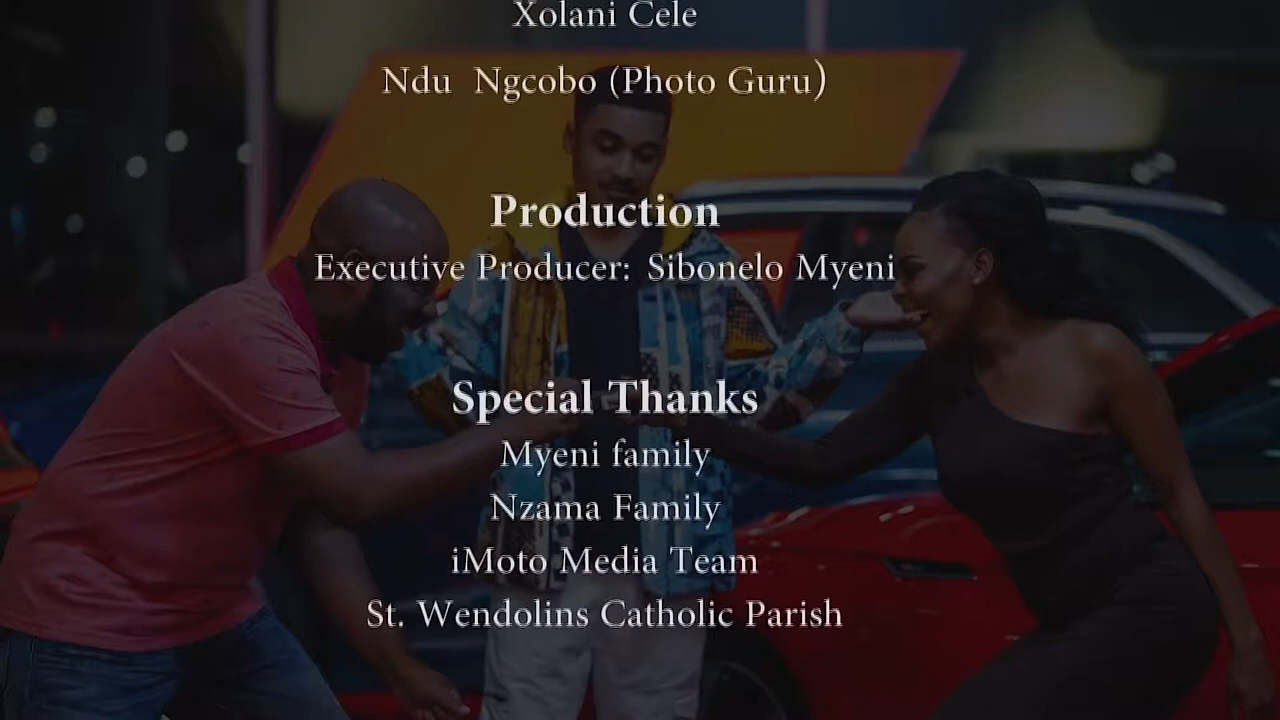 Xolani Cele
Ndu Ngcobo (Photo Guru)
Production
Executive Producer: Sibonelo Myeni
Special Thanks
Myeni family
Nzama Family
iMoto Media Team
St. Wendolins Catholic Parish